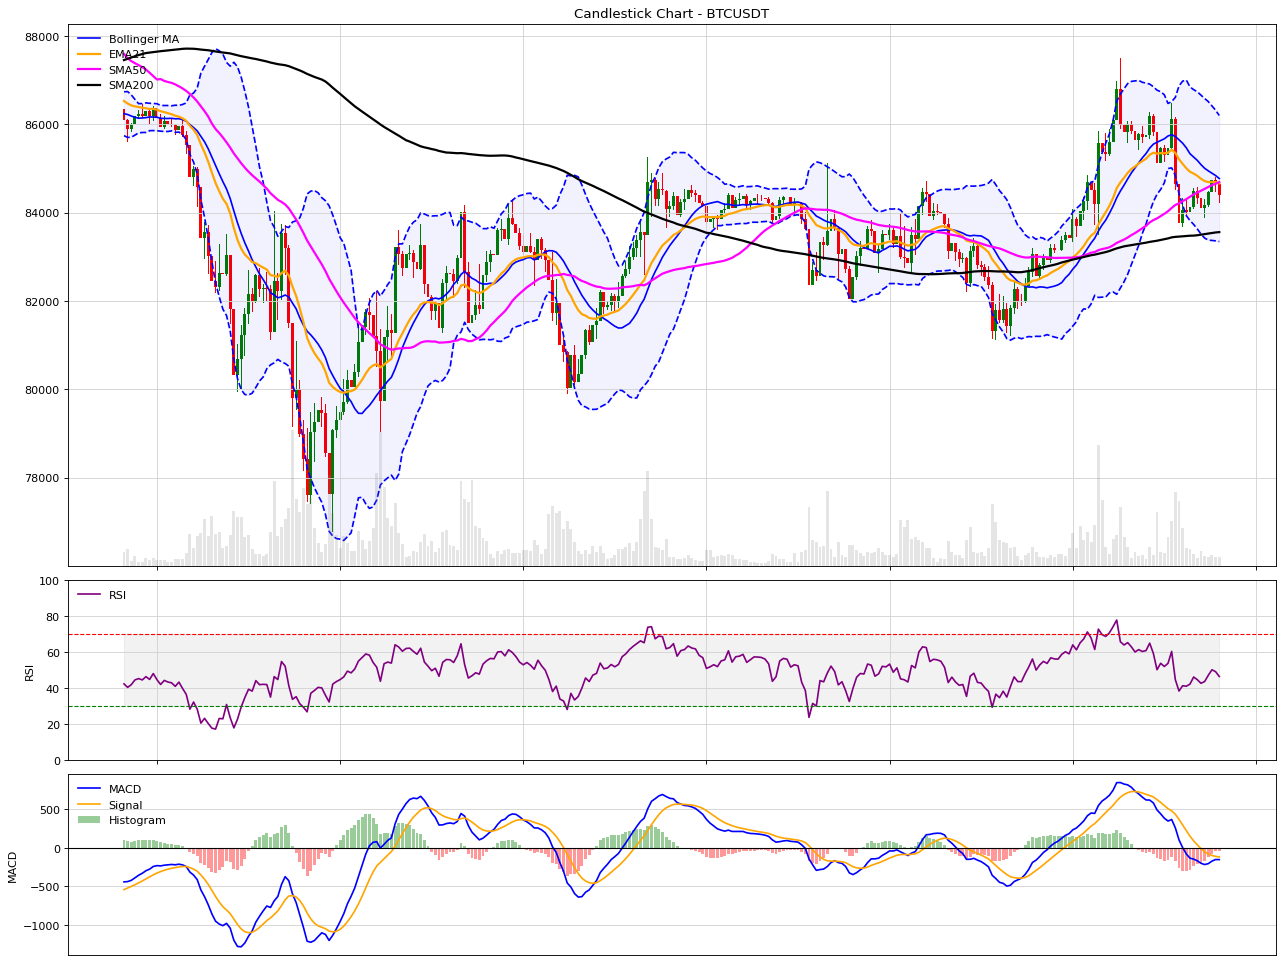 Candlestick Chart - BTCUSDT
88000
86000
84000
82000
80000
78000
Bollinger MA
EMA21
SMA50
SMA200
100
80
60
40
20
0
RSI
RSI
500
0
−500
−1000
MACD
MACD
Signal
Histogram